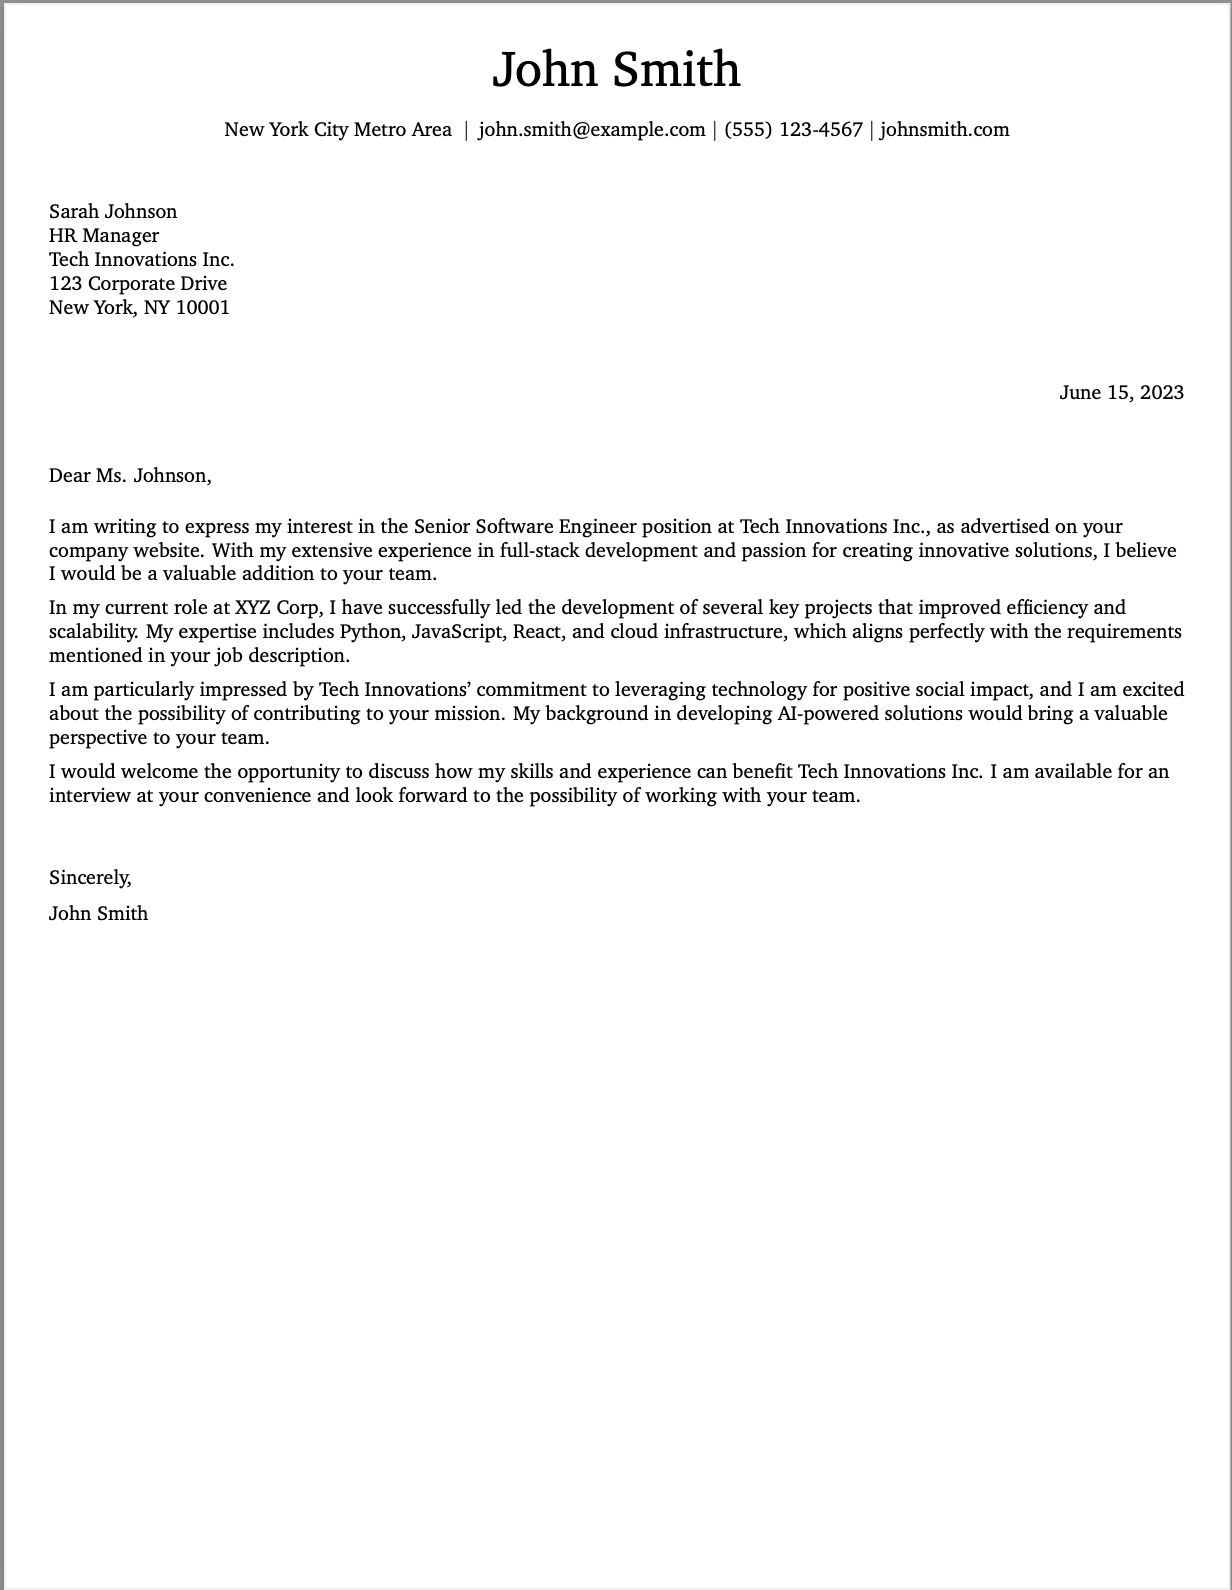 John Smith
New York City Metro Area | john.smith@example.com | (555) 123-4567 | johnsmith.com
Sarah Johnson
HR Manager
Tech Innovations Inc.
123 Corporate Drive
New York, NY 10001
June 15, 2023
Dear Ms. Johnson,
I am writing to express my interest in the Senior Software Engineer position at Tech Innovations Inc., as advertised on your
company website. With my extensive experience in full-stack development and passion for creating innovative solutions, I believe
I would be a valuable addition to your team.
In my current role at XYZ Corp, I have successfully led the development of several key projects that improved efficiency and
scalability. My expertise includes Python, JavaScript, React, and cloud infrastructure, which aligns perfectly with the requirements
mentioned in your job description.
I am particularly impressed by Tech Innovations’ commitment to leveraging technology for positive social impact, and I am excited
about the possibility of contributing to your mission. My background in developing AI-powered solutions would bring a valuable
perspective to your team.
I would welcome the opportunity to discuss how my skills and experience can benefit Tech Innovations Inc. I am available for an
interview at your convenience and look forward to the possibility of working with your team.
Sincerely,
John Smith